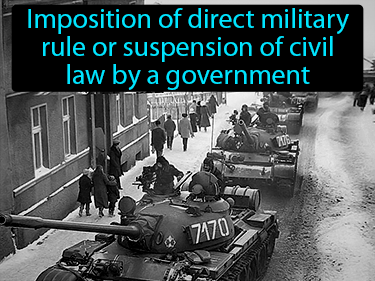 Imposition of direct military
rule or suspension of civil
law by a government
7170